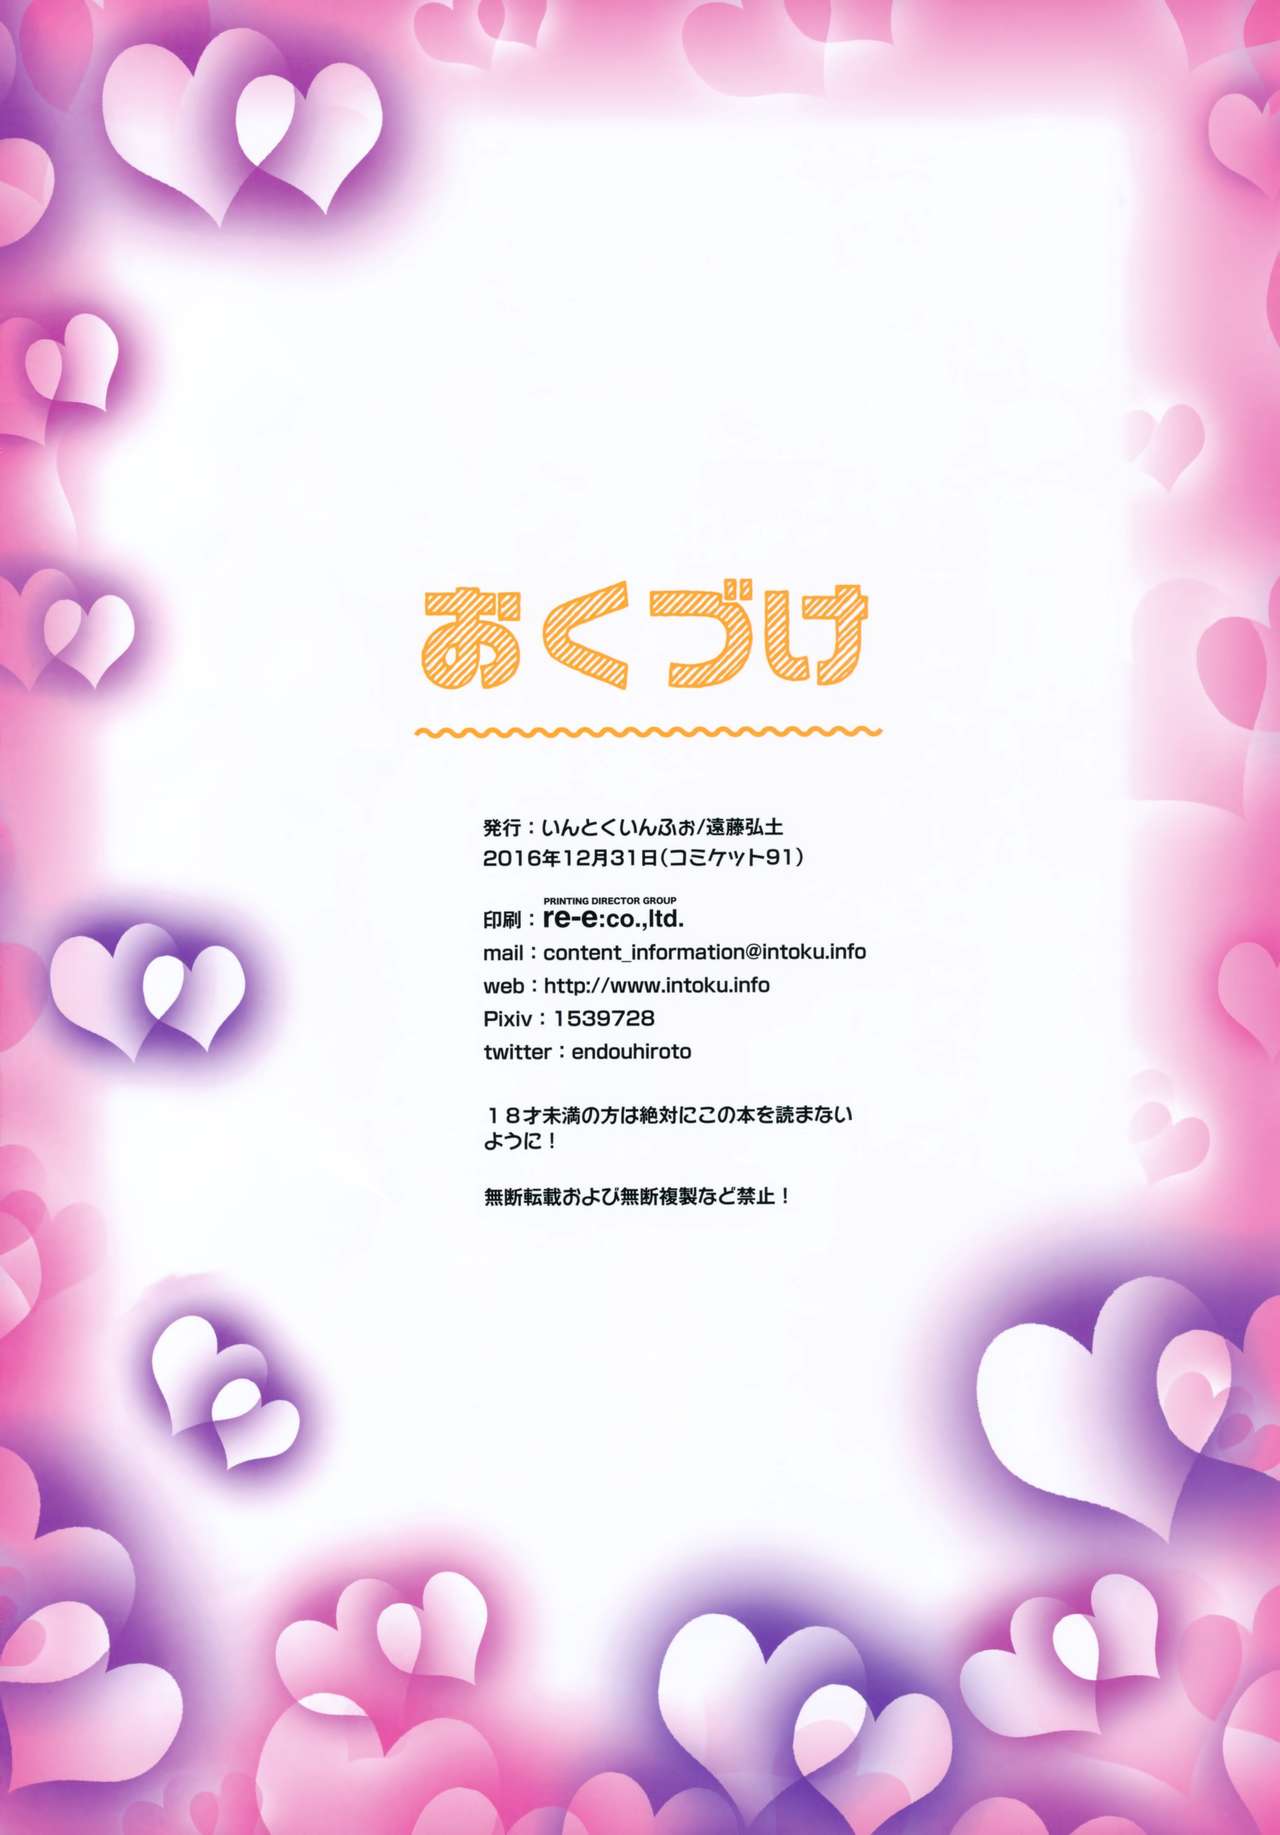 おくづけ
発行：いんとくいんふぉ/遠藤弘土
2016年12月31日(コミケット91)
PRINTING DIRECTOR GROUP
印刷：re-e:co.,ltd.
mail：content_information@intoku.info
web：http://www.intoku.info
Pixiv：1539728
twitter：endouhiroto
１８才未満の方は絶対にこの本を読まない
ように！
無断転載および無断複製など禁止！